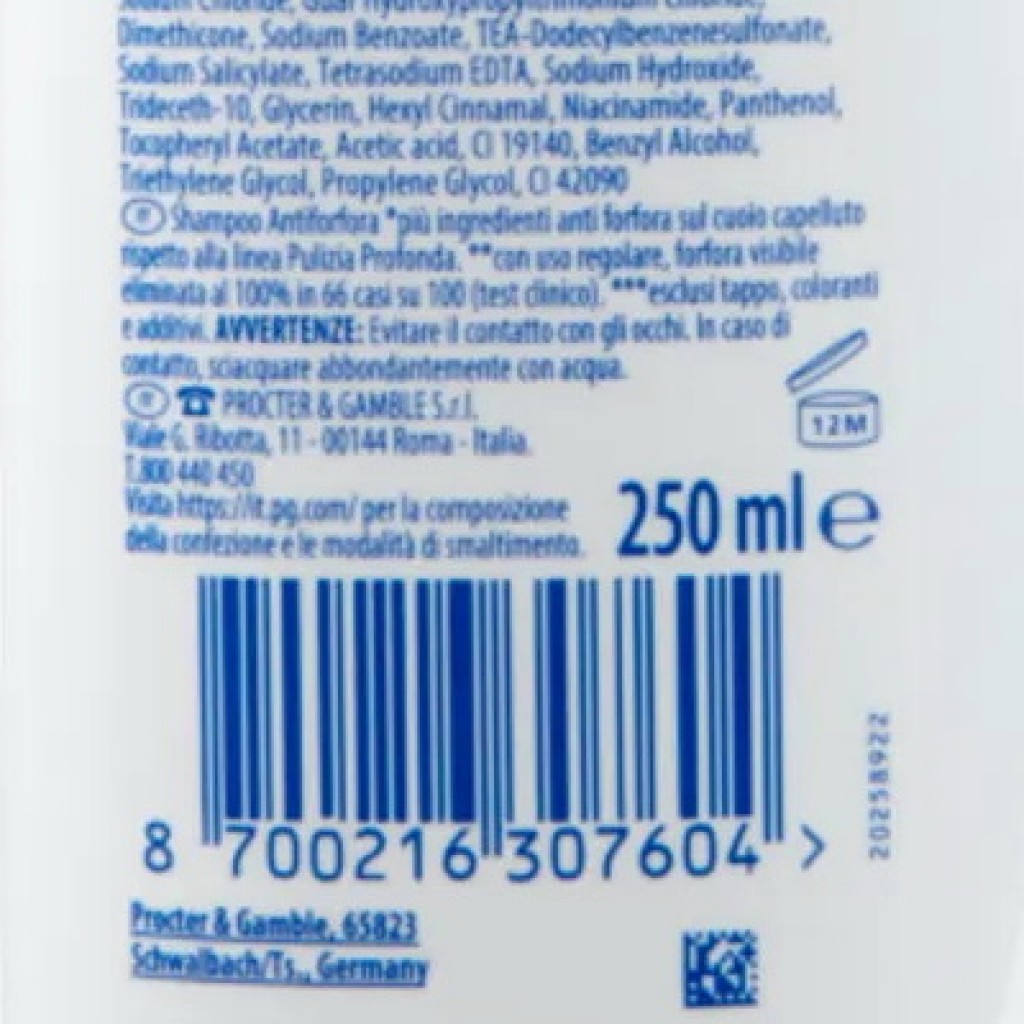 Sodium Chloride, Guar Hydroxypropyltrimonium Chloride,
Dimethicone, Sodium Benzoate, TEA-Dodecylbenzenesulfonate,
Sodium Salicylate, Tetrasodium EDTA, Sodium Hydroxide,
Trideceth-10, Glycerin, Hexyl Cinnamal, Niacinamide, Panthenol,
Tocopheryl Acetate, Acetic acid, CI 19140, Benzyl Alcohol,
Triethylene Glycol, Propylene Glycol, CI 42090
Shampoo Antiforfora *più ingredienti anti forfora sul cuoio capelluto
rispetto alla linea Pulizia Profonda. **con uso regolare, forfora visibile
eliminata al 100% in 66 casi su 100 (test clinico). ***esclusi tappo, coloranti
e additivi. AVVERTENZE: Evitare il contatto con gli occhi. In caso di
contatto, sciacquare abbondantemente con acqua.
12M
PROCTER & GAMBLE S.r.l.
Viale G. Ribotta, 11 - 00144 Roma - Italia.
T.800 440 450
Visita https://it.pg.com/ per la composizione
della confezione e le modalità di smaltimento.
250 ml e
8 700216 307604 >
20258922
Procter & Gamble, 65823
Schwalbach/Ts., Germany